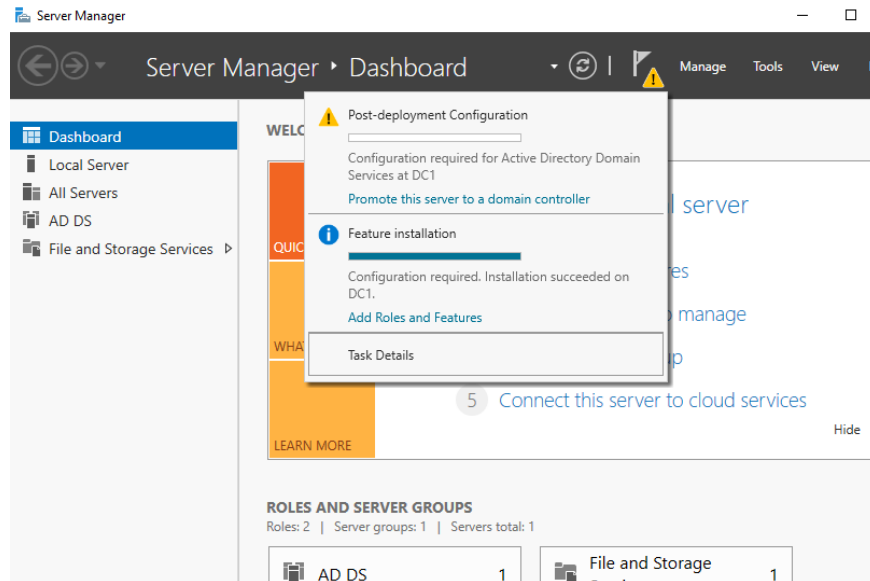 Server Manager
Server Manager ‣ Dashboard
Manage Tools View
Dashboard
Local Server
All Servers
AD DS
File and Storage Services
Post-deployment Configuration
Configuration required for Active Directory Domain
Services at DC1
Promote this server to a domain controller
Feature installation
Configuration required. Installation succeeded on
DC1.
Add Roles and Features
Task Details
WELC
server
QUIC
es
manage
WHA
up
5 Connect this server to cloud services
Hide
LEARN MORE
ROLES AND SERVER GROUPS
Roles: 2 | Server groups: 1 | Servers total: 1
AD DS 1
File and Storage 1